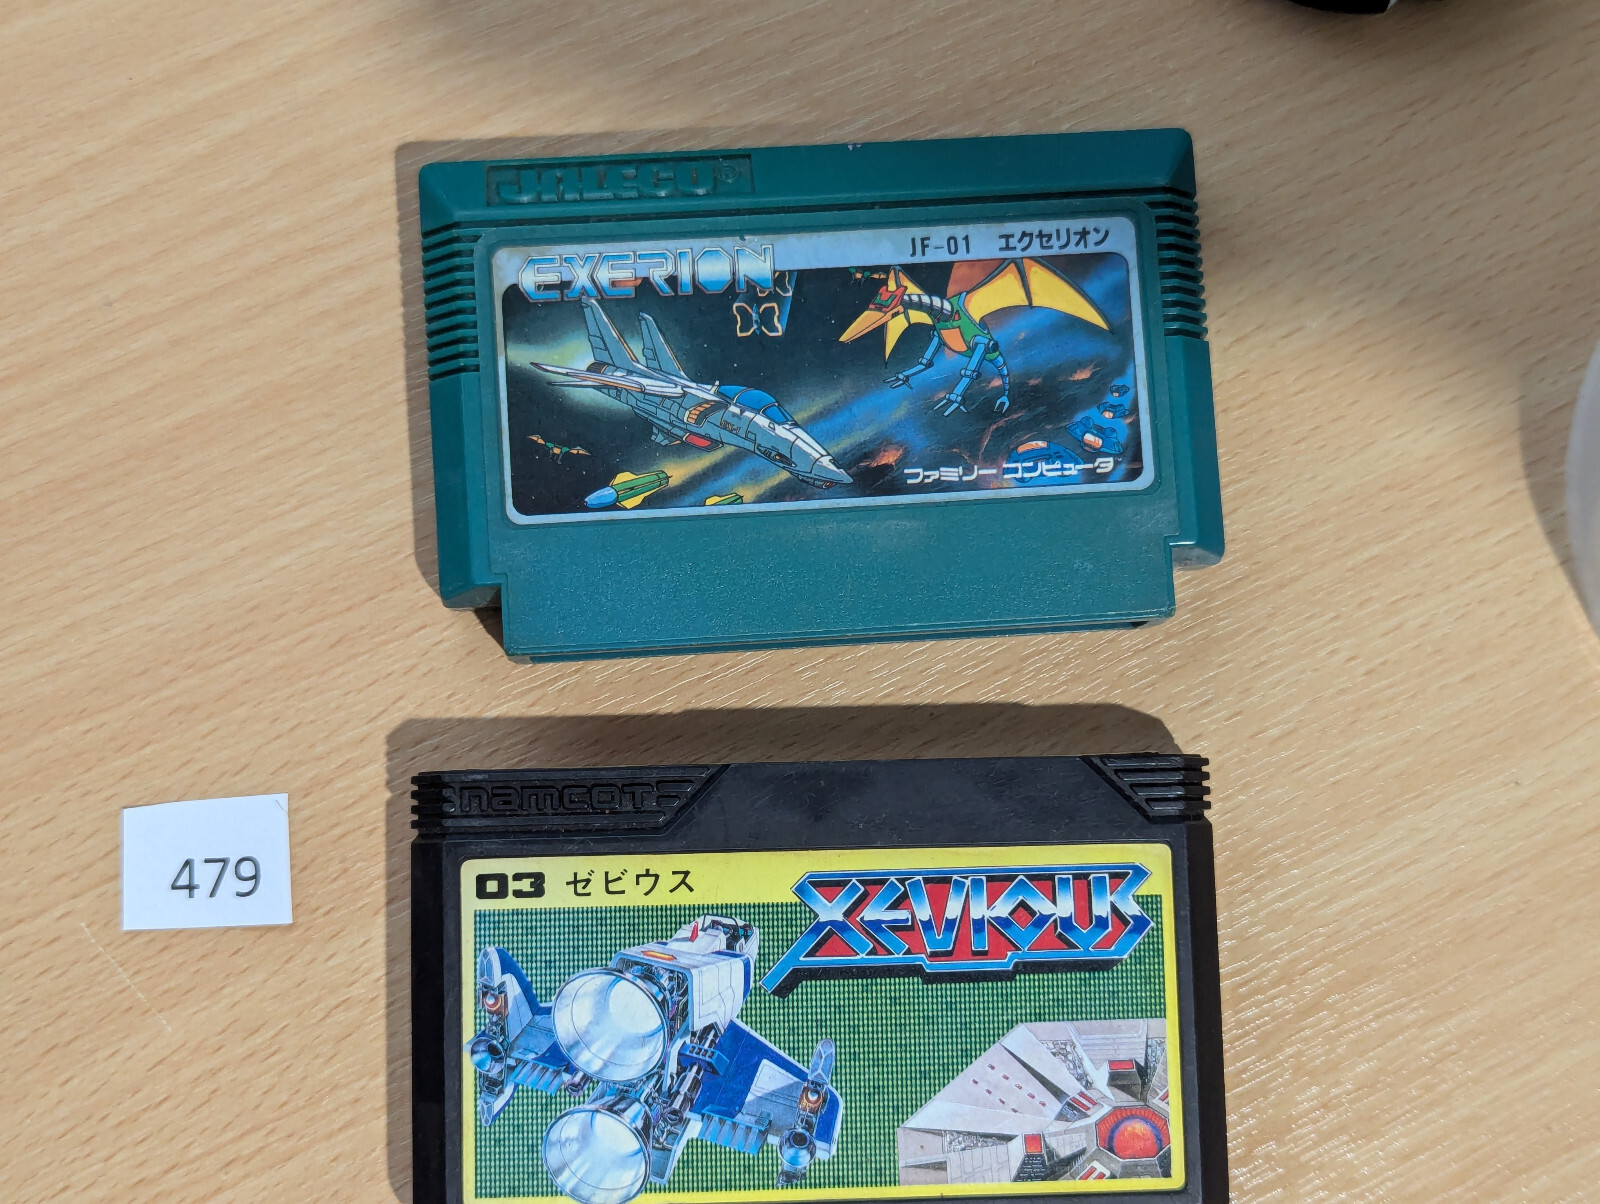 JALECO®
EXERION
JF-01 エクセリオン
ファミリー コンピュータ
namcot
03 ゼビウス
XEVIOUS
479